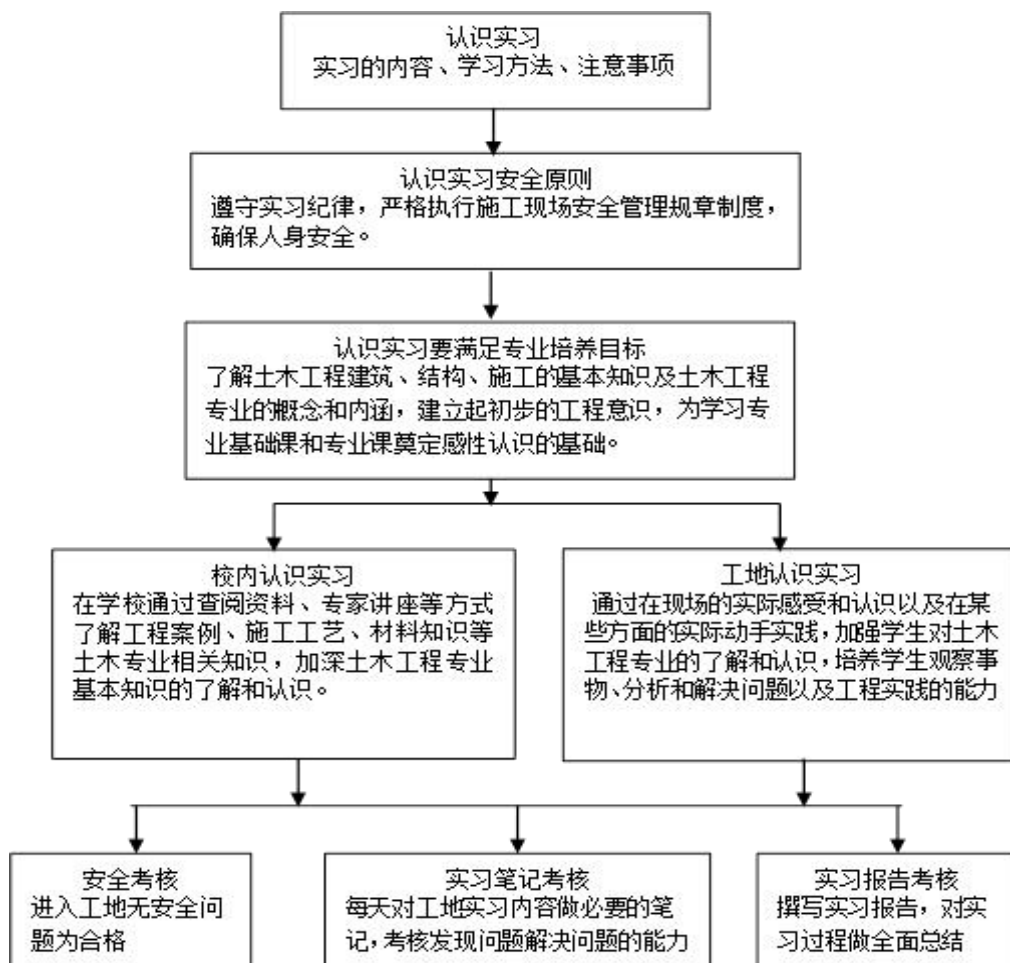 认识实习
实习的内容、学习方法、注意事项
认识实习安全原则
遵守实习纪律，严格执行施工现场安全管理规章制度，
确保人身安全。
认识实习要满足专业培养目标
了解土木工程建筑、结构、施工的基本知识及土木工程
专业的概念和内涵，建立起初步的工程意识，为学习专
业基础课和专业课奠定感性认识的基础。
校内认识实习
在学校通过查阅资料、专家讲座等方式
了解工程案例、施工工艺、材料知识等
土木专业相关知识，加深土木工程专业
基本知识的了解和认识。
工地认识实习
通过在现场的实际感受和认识以及在某
些方面的实际动手实践，加强学生对土木
工程专业的了解和认识，培养学生观察事
物、分析和解决问题以及工程实践的能力
安全考核
进入工地无安全问
题为合格
实习笔记考核
每天对工地实习内容做必要的笔
记，考核发现问题解决问题的能力
实习报告考核
撰写实习报告，对实
习过程做全面总结